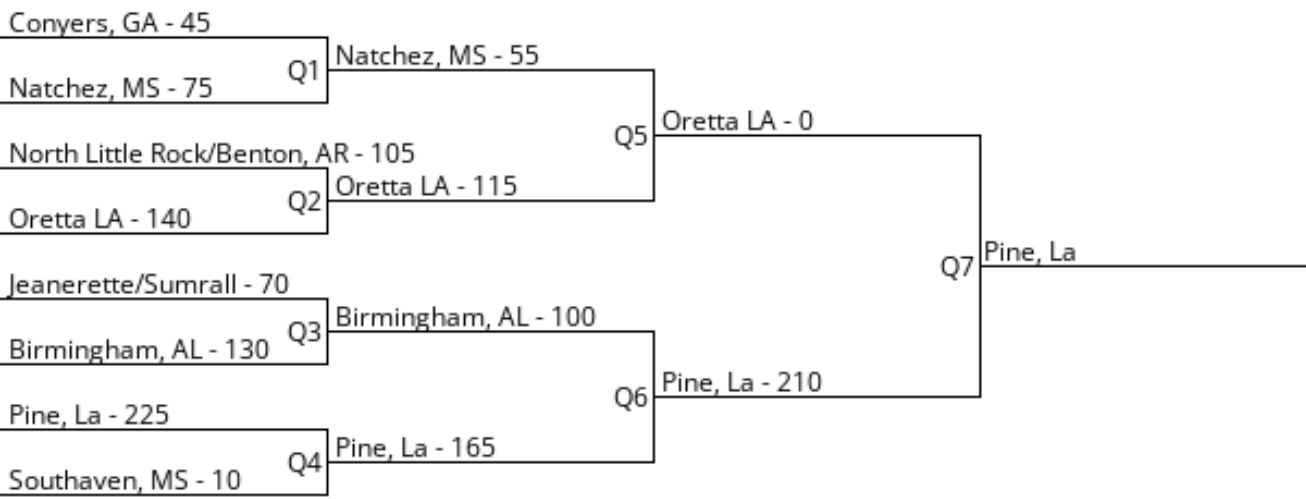 Conyers, GA - 45
Natchez, MS - 75
Q1
Natchez, MS - 55
North Little Rock/Benton, AR - 105
Oretta LA - 140
Q2
Oretta LA - 115
Q5
Oretta LA - 0
Jeanerette/Sumrall - 70
Birmingham, AL - 130
Q3
Birmingham, AL - 100
Pine, La - 225
Southaven, MS - 10
Q4
Pine, La - 165
Q6
Pine, La - 210
Q7
Pine, La